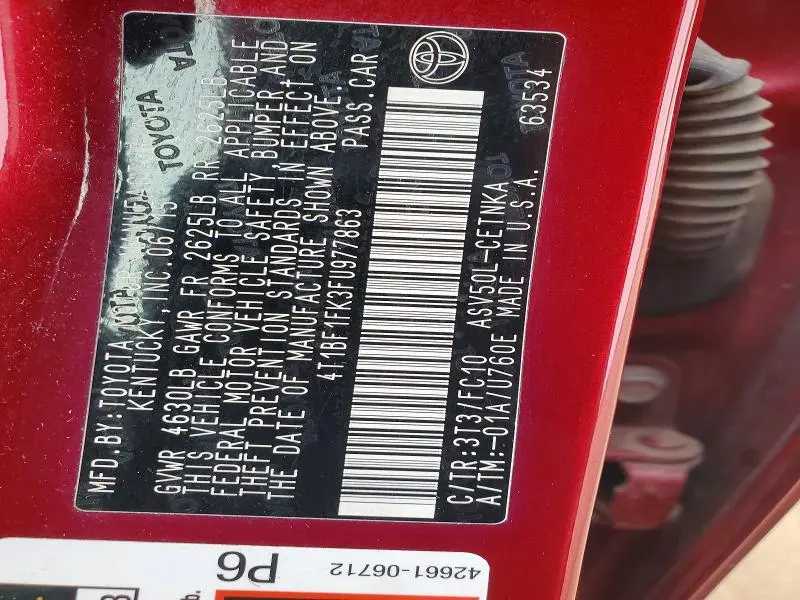 MFD.BY: TOYOTA
KENTUCKY, INC. 06/15
GVWR 4630LB GAWR FR 2625LB RR 2625LB
THIS VEHICLE CONFORMS TO ALL APPLICABLE
FEDERAL MOTOR VEHICLE SAFETY, BUMPER, AND
THEFT PREVENTION STANDARDS IN EFFECT ON
THE DATE OF MANUFACTURE SHOWN ABOVE.
4T1BF1FK3FU977863 PASS.CAR
C/TR:3T3/FC10 ASV50L-CETNKA
A/TM:-01A/U760E MADE IN U.S.A.
63534
TOYOTA
TOYOTA
TOYOTA
P6
42661-06712